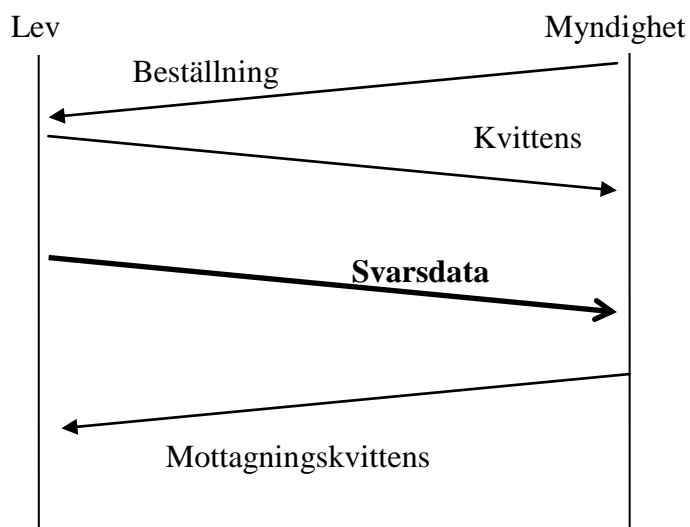 Lev
Myndighet
Beställning
Kvittens
Svarsdata
Mottagningskvittens